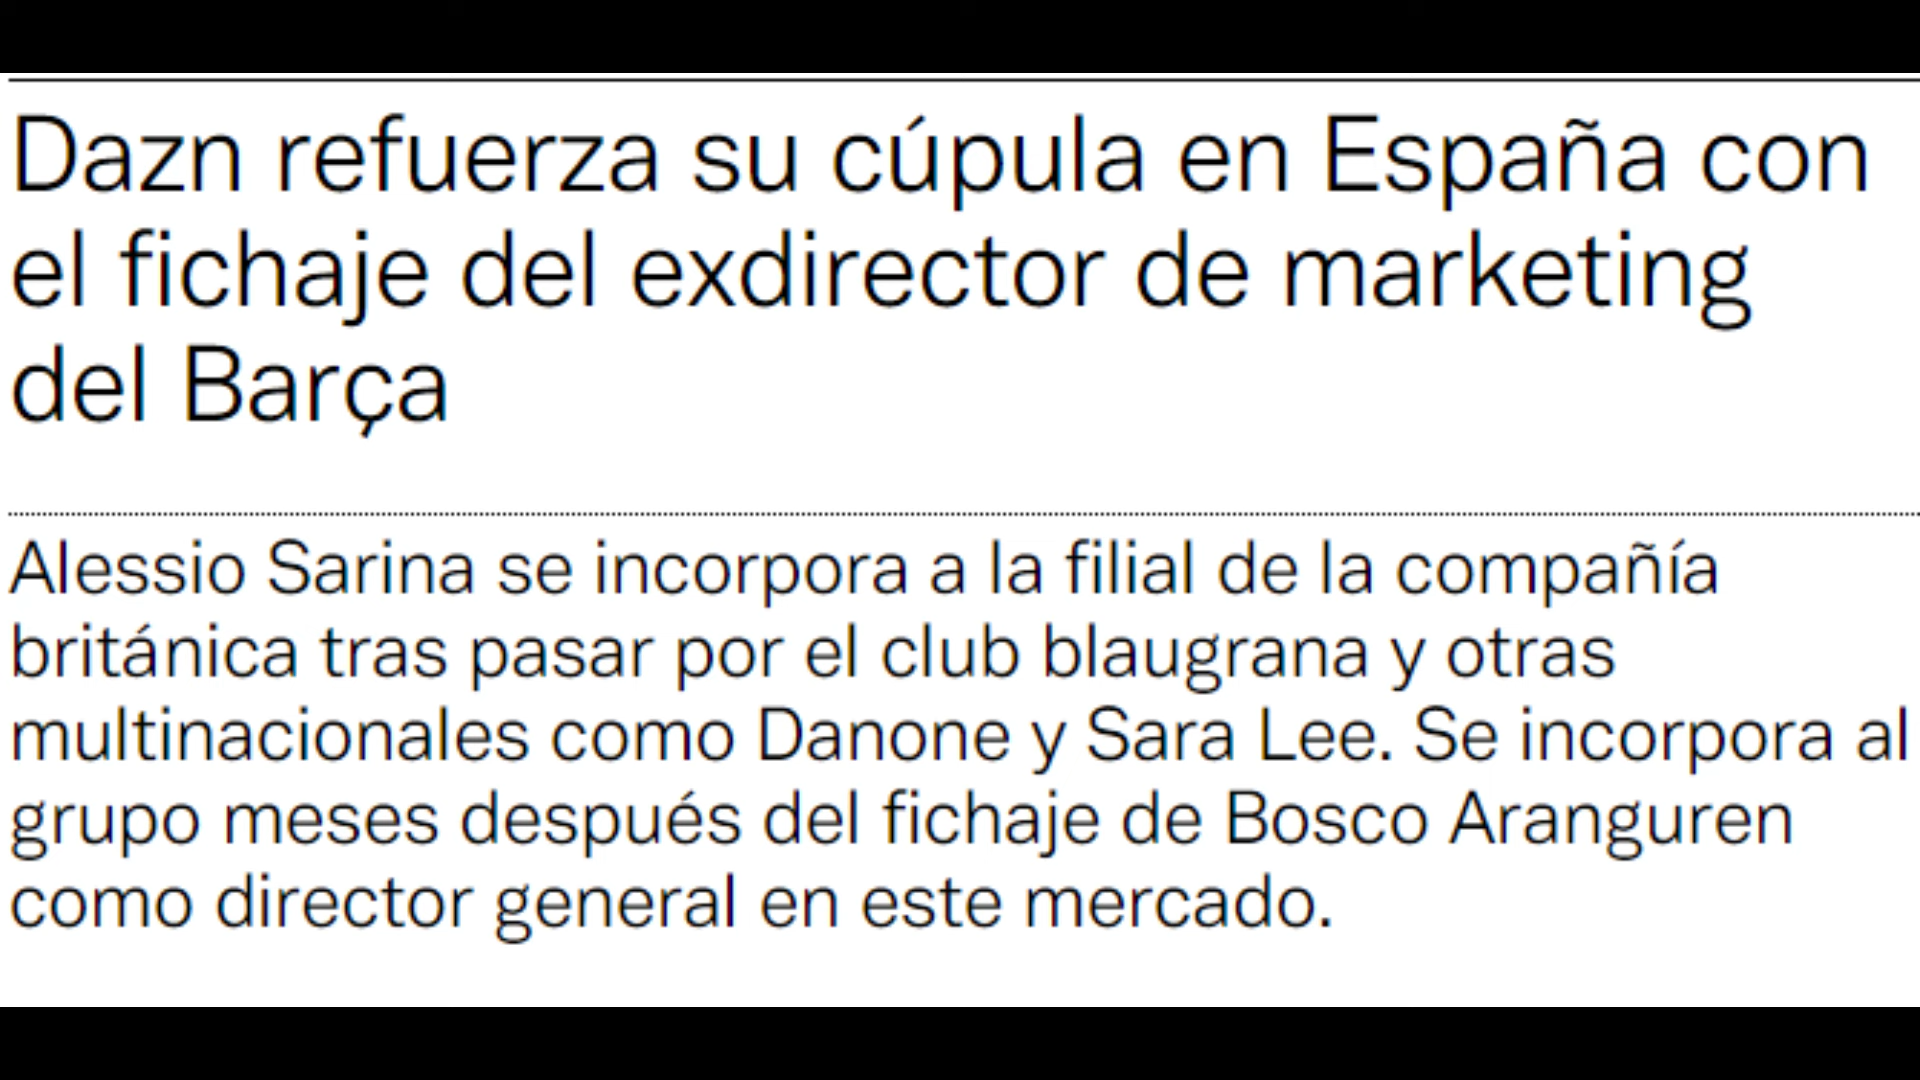 Dazn refuerza su cúpula en España con
el fichaje del exdirector de marketing
del Barça
Alessio Sarina se incorpora a la filial de la compañía
británica tras pasar por el club blaugrana y otras
multinacionales como Danone y Sara Lee. Se incorpora al
grupo meses después del fichaje de Bosco Aranguren
como director general en este mercado.